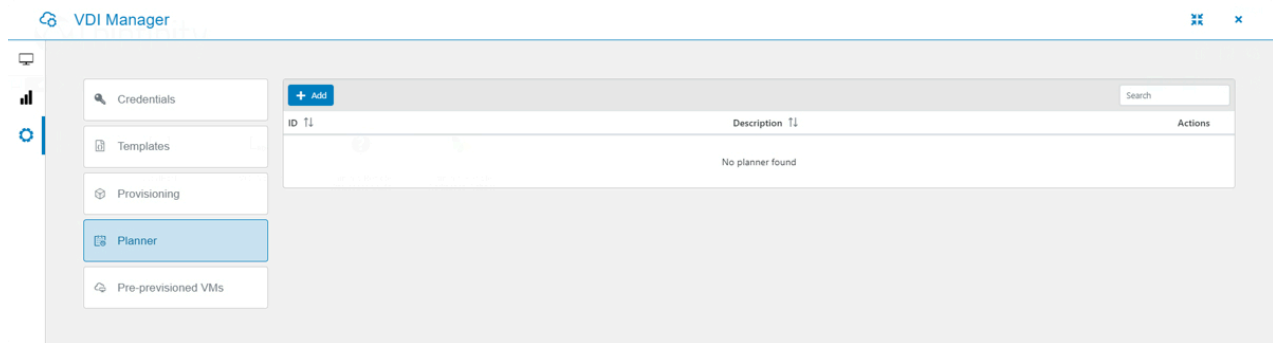 VDI Manager
Credentials
Templates
Provisioning
Planner
Pre-previsioned VMs
+ Add
Search
ID
Description
Actions
No planner found